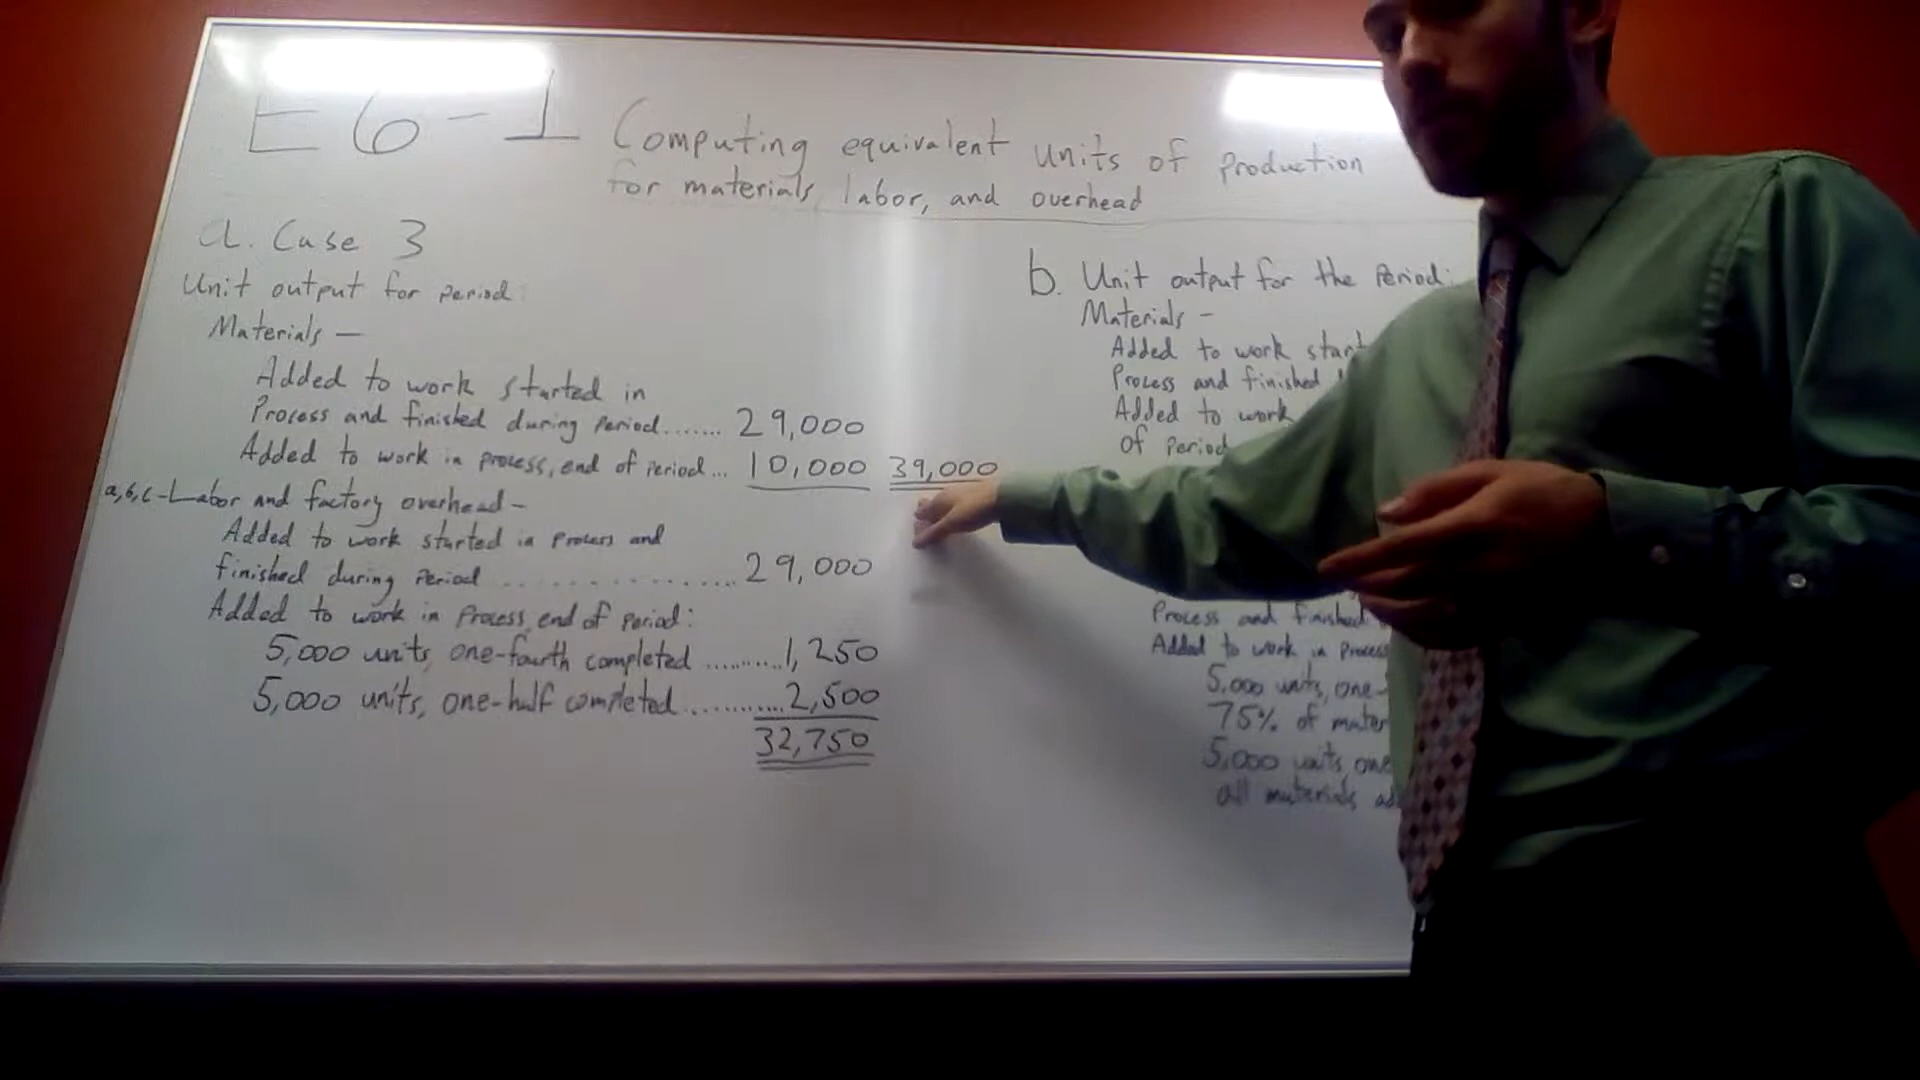 E6-1 Computing equivalent units of production
for materials, labor, and overhead
a. Case 3
Unit output for period:
Materials —
Added to work started in
Process and finished during period....... 29,000
Added to work in process, end of period... 10,000 39,000
a,b,c-Labor and factory overhead-
Added to work started in process and
finished during Period ............... 29,000
Added to work in Process, end of period:
5,000 units, one-fourth completed ..........1,250
5,000 units, one-half completed............2,500
32,750
b. Unit output for the Period:
Materials -
Added to work
Process and finished
Added to work
of period
Process and finished
Added to work in Process
5,000 units, one-
75% of
5,000 units, one
all materials